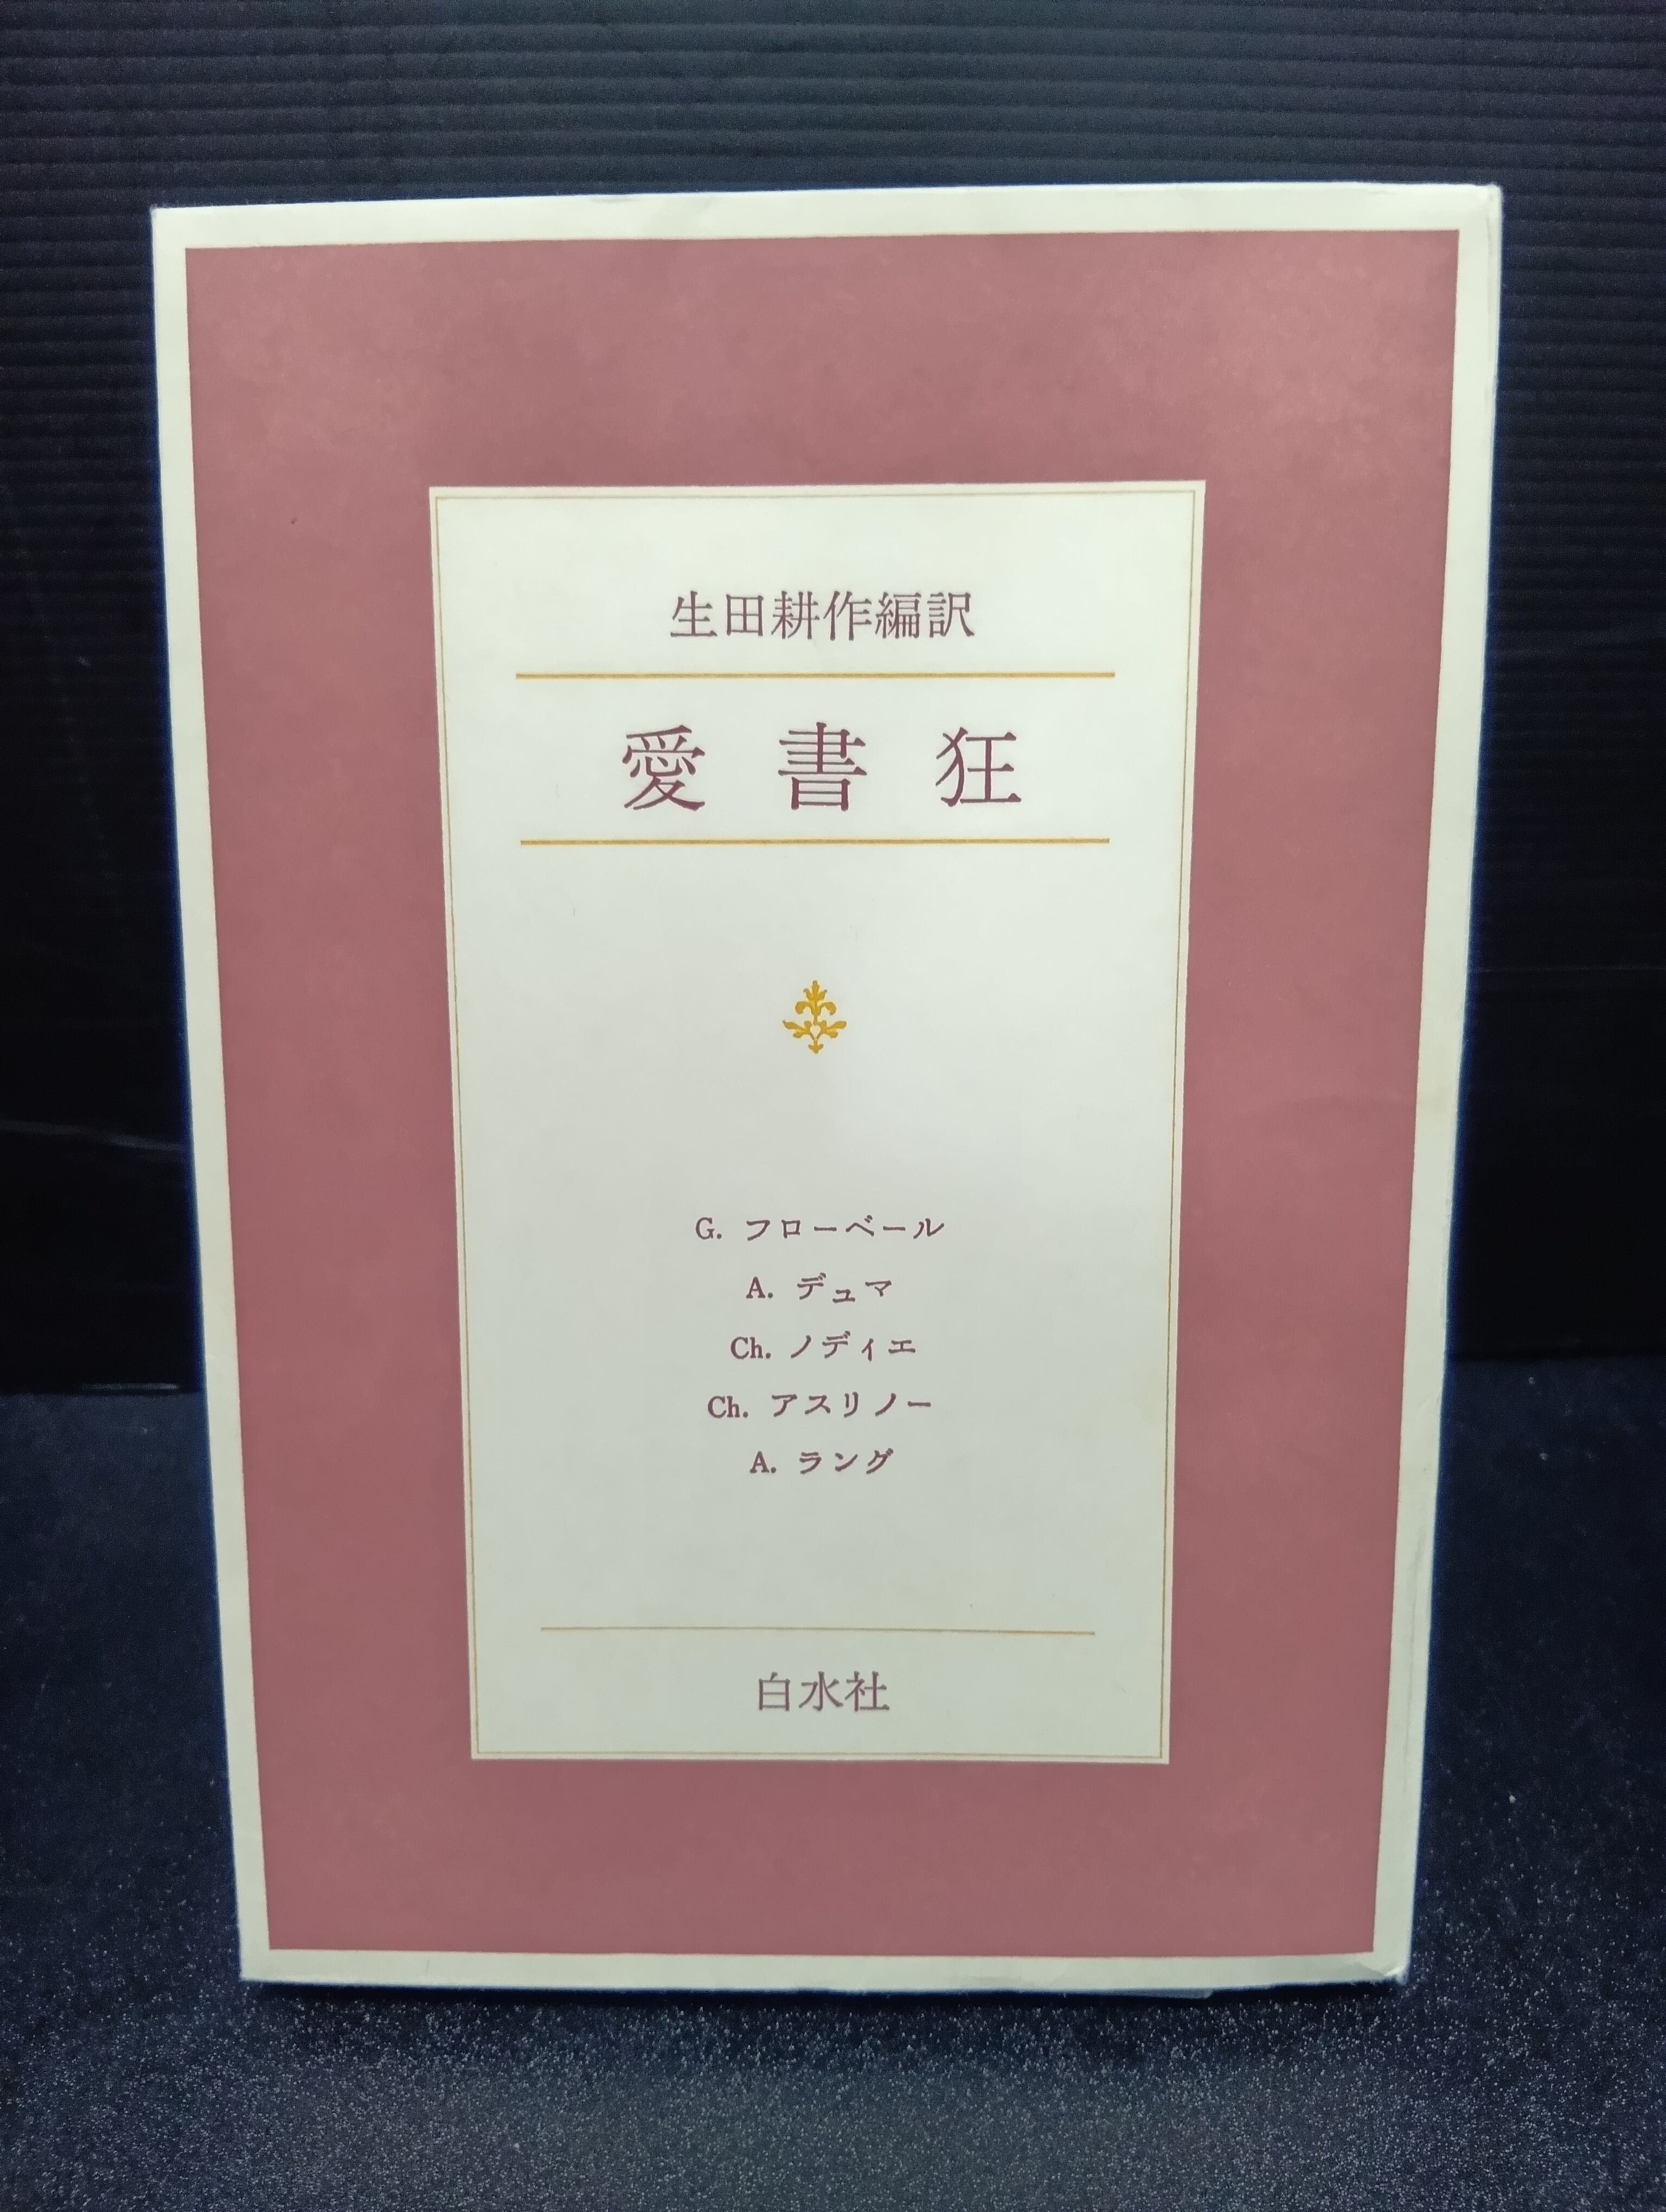 生田耕作編訳
愛書狂
G. フローベール
A. デュマ
Ch. ノディエ
Ch. アスリノー
A. ラング
白水社